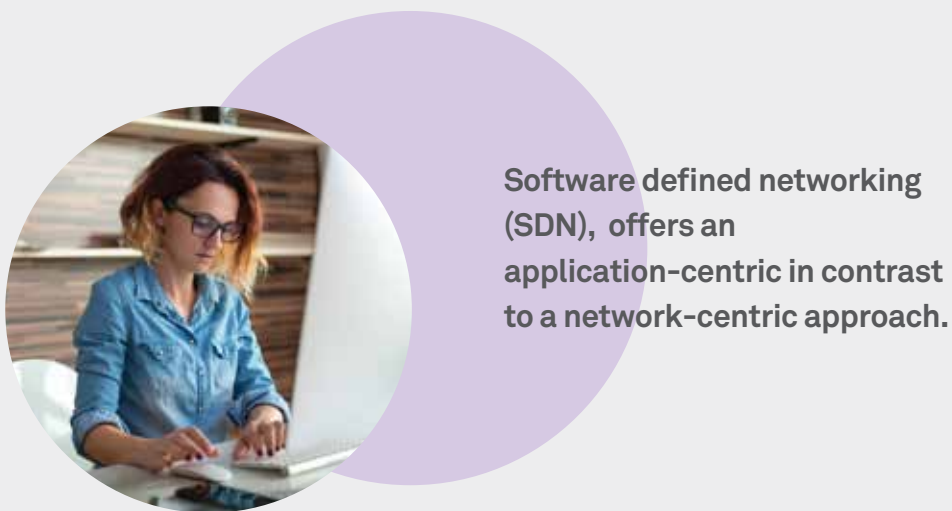 Software defined networking
(SDN), offers an
application-centric in contrast
to a network-centric approach.